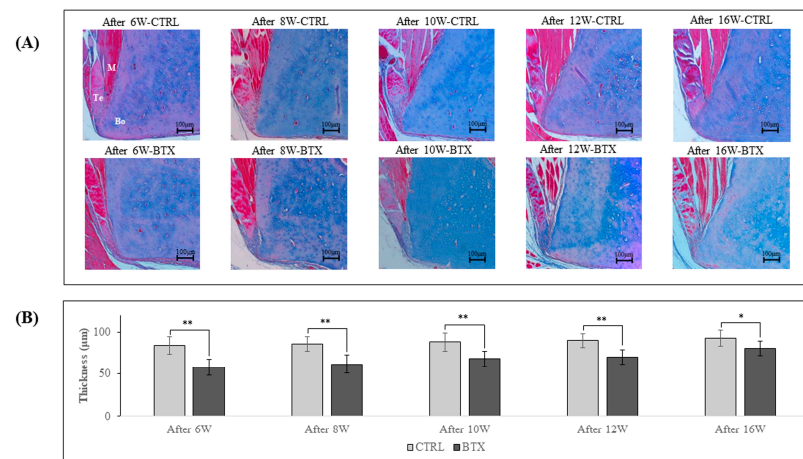 (A)
After 6W-CTRL After 8W-CTRL After 10W-CTRL After 12W-CTRL After 16W-CTRL
M
Te
Bo
100μm 100μm 100μm 100μm 100μm
After 6W-BTX After 8W-BTX After 10W-BTX After 12W-BTX After 16W-BTX
100μm 100μm 100μm 100μm 100μm
(B)
** ** ** ** *
Thickness (μm)
100
50
0
After 6W After 8W After 10W After 12W After 16W
CTRL BTX